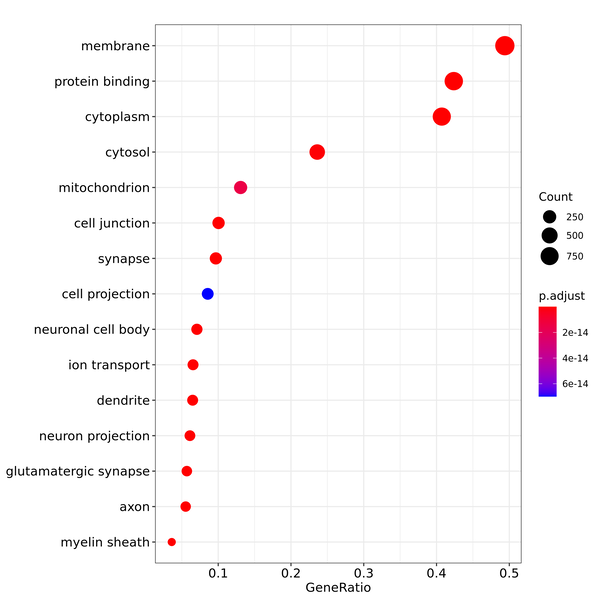 membrane
protein binding
cytoplasm
cytosol
mitochondrion
cell junction
synapse
cell projection
neuronal cell body
ion transport
dendrite
neuron projection
glutamatergic synapse
axon
myelin sheath
0.1 0.2 0.3 0.4 0.5
GeneRatio
Count
250
500
750
p.adjust
2e-14
4e-14
6e-14